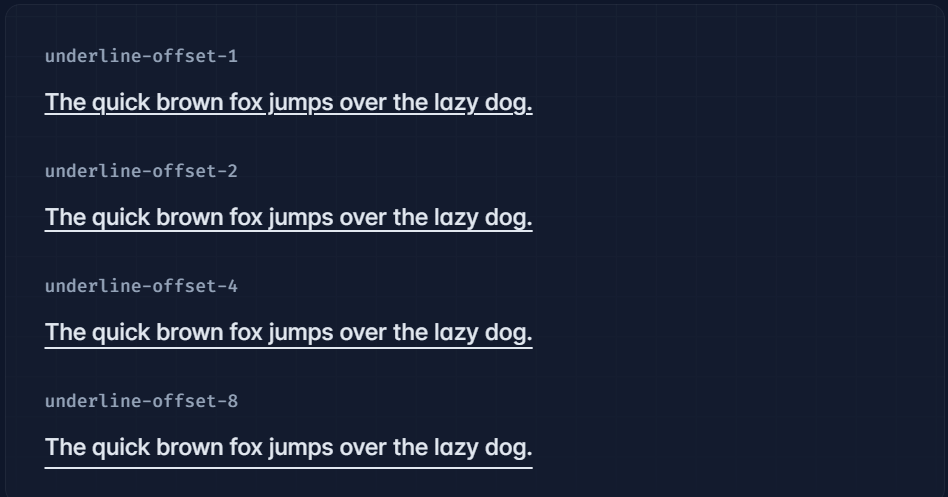 underline-offset-1
The quick brown fox jumps over the lazy dog.
underline-offset-2
The quick brown fox jumps over the lazy dog.
underline-offset-4
The quick brown fox jumps over the lazy dog.
underline-offset-8
The quick brown fox jumps over the lazy dog.